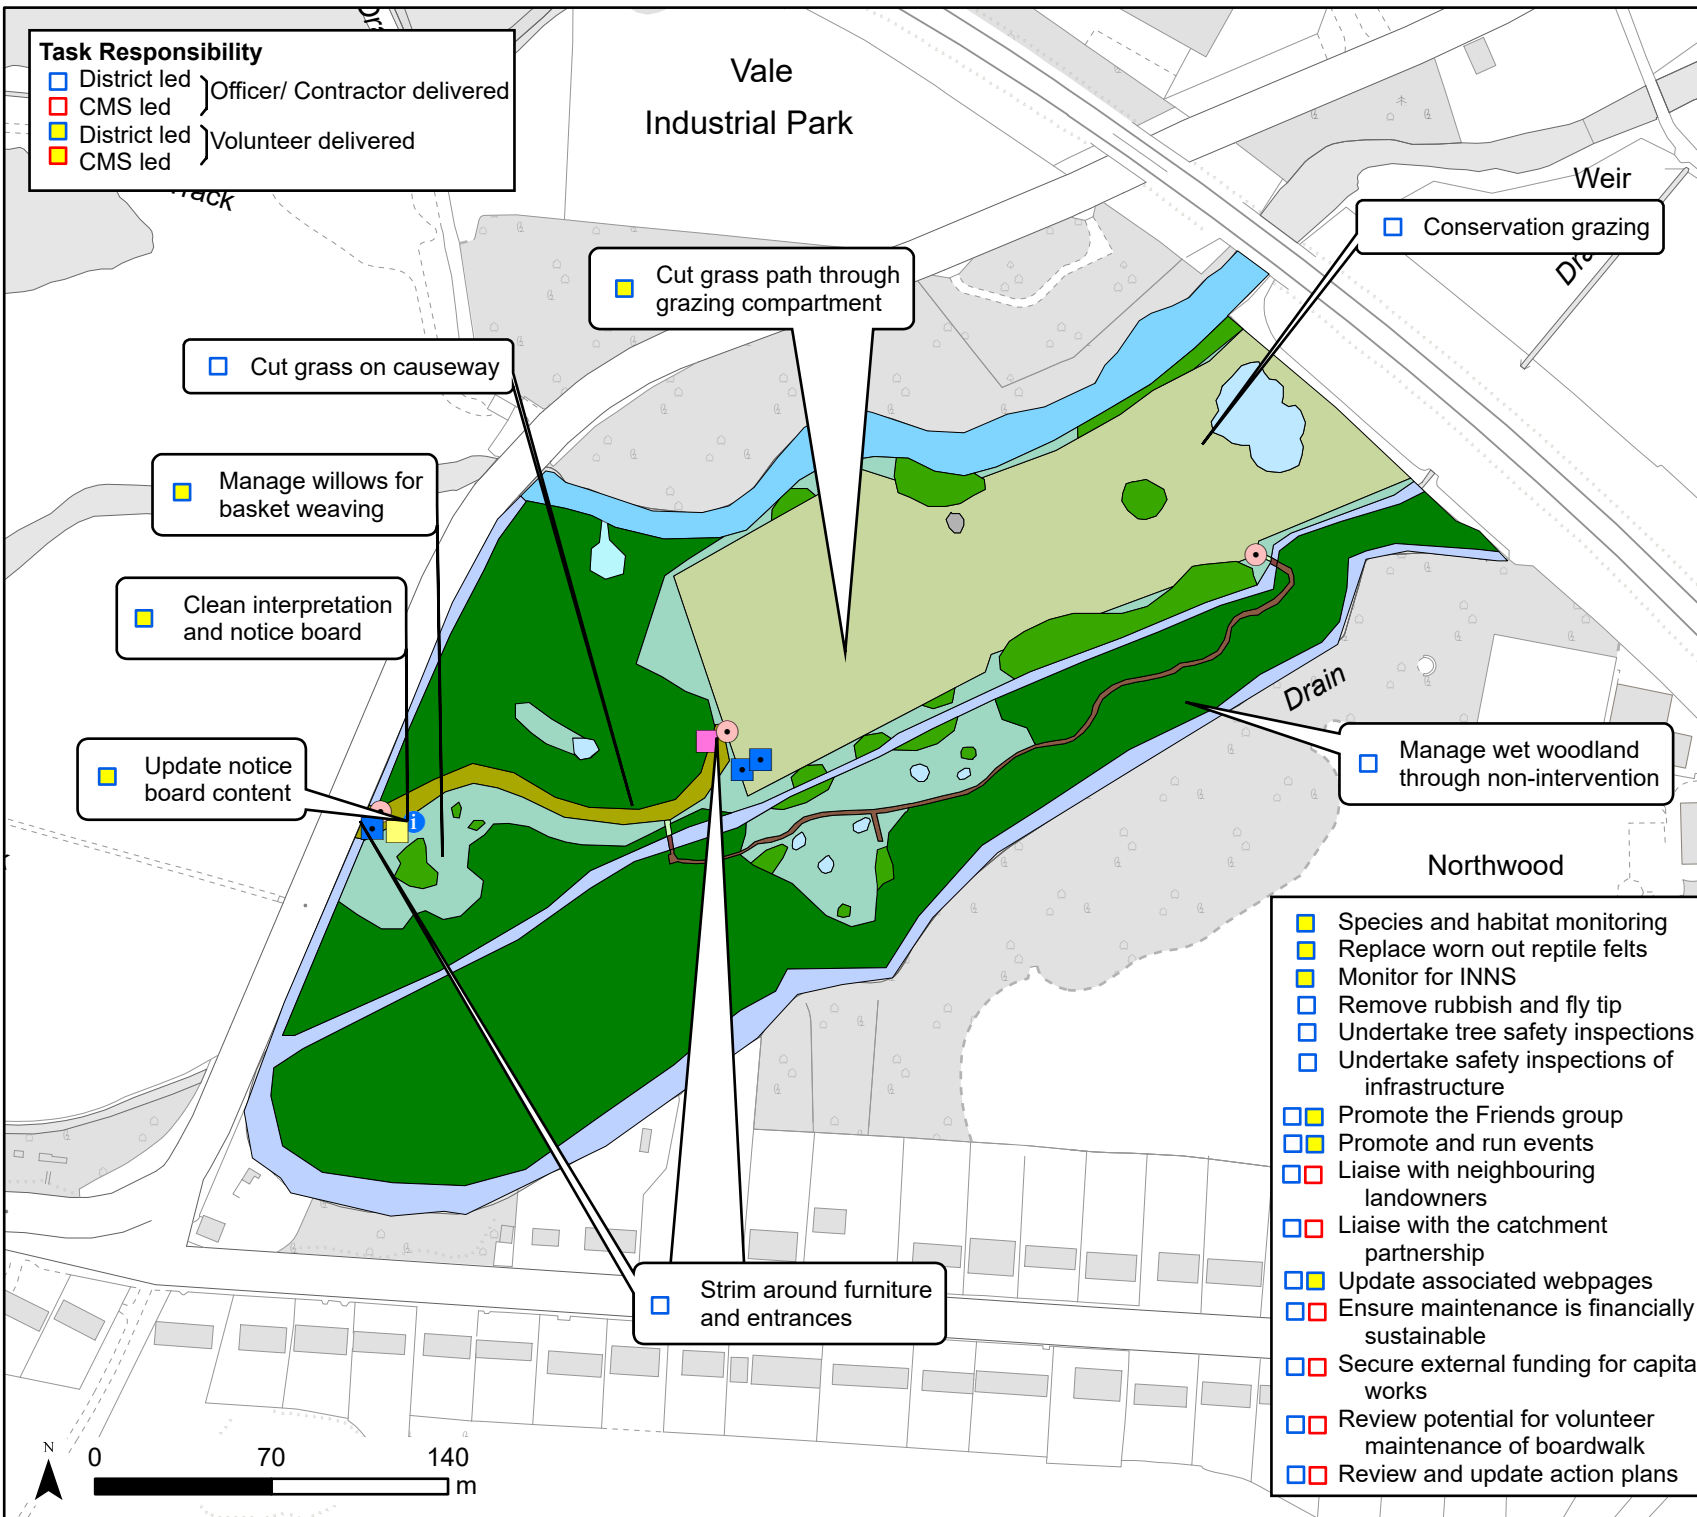 Task Responsibility
District led
CMS led
Officer/ Contractor delivered
District led
CMS led
Volunteer delivered
Vale
Industrial Park
Weir
Conservation grazing
Cut grass path through
grazing compartment
Cut grass on causeway
Manage willows for
basket weaving
Clean interpretation
and notice board
Update notice
board content
Drain
Manage wet woodland
through non-intervention
Northwood
Strim around furniture
and entrances
Species and habitat monitoring
Replace worn out reptile felts
Monitor for INNS
Remove rubbish and fly tip
Undertake tree safety inspections
Undertake safety inspections of
infrastructure
Promote the Friends group
Promote and run events
Liaise with neighbouring
landowners
Liaise with the catchment
partnership
Update associated webpages
Ensure maintenance is financially
sustainable
Secure external funding for capita
works
Review potential for volunteer
maintenance of boardwalk
Review and update action plans
N
0 70 140
m